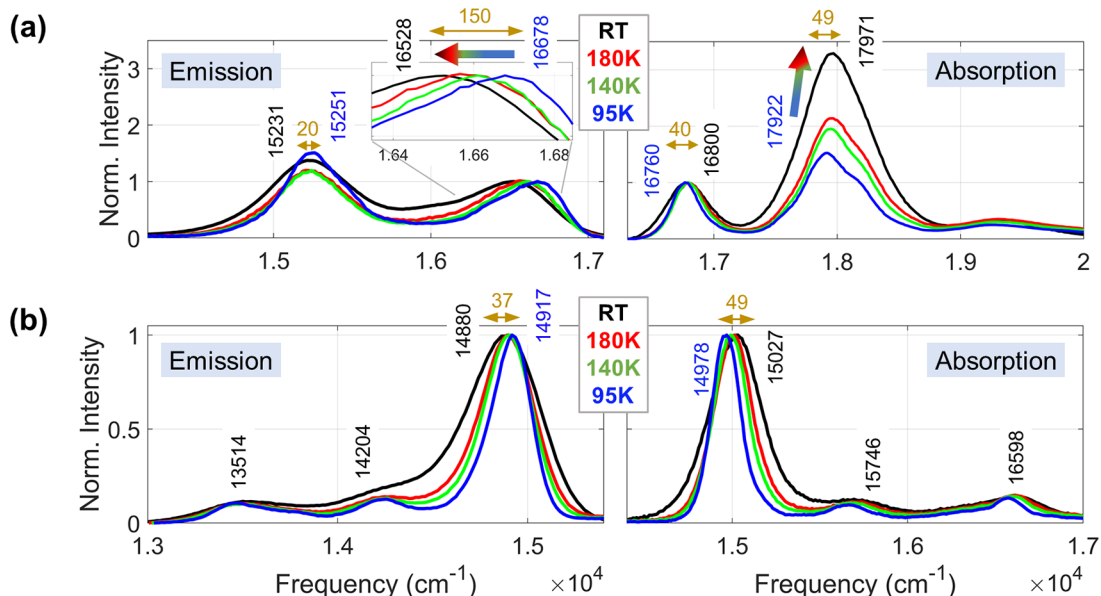 (a)
Norm. Intensity
3
2
1
0
Emission
15231
20
15251
16528
150
16678
1.64
1.66
1.68
1.5
1.6
1.7
RT
180K
140K
95K
Absorption
16760
40
16800
17922
49
17971
1.7
1.8
1.9
2
(b)
Norm. Intensity
1
0.5
0
Emission
13514
14204
14880
37
14917
1.3
1.4
1.5
Frequency (cm⁻¹)
×10⁴
RT
180K
140K
95K
Absorption
14978
49
15027
15746
16598
1.5
1.6
1.7
Frequency (cm⁻¹)
×10⁴